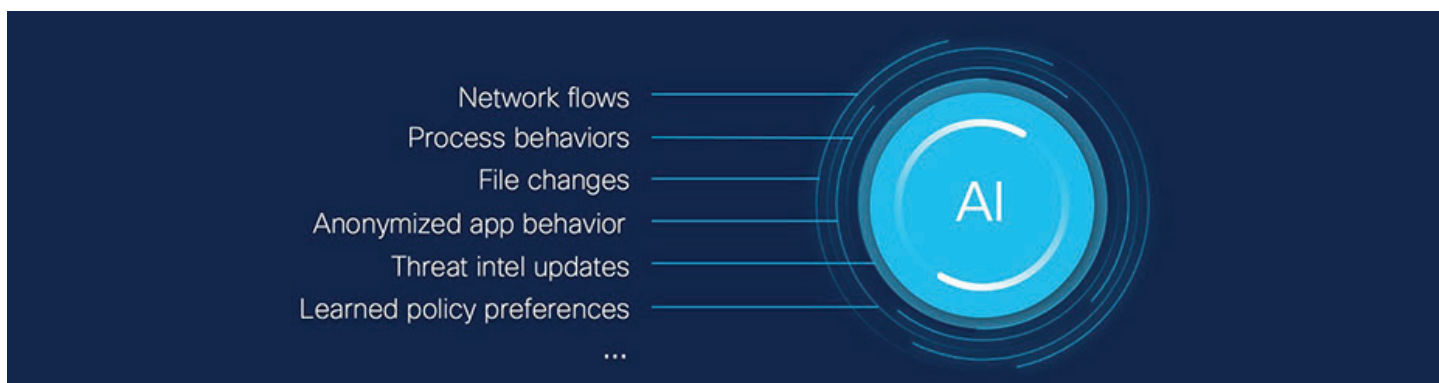 Network flows
Process behaviors
File changes
Anonymized app behavior
Threat intel updates
Learned policy preferences
...
AI